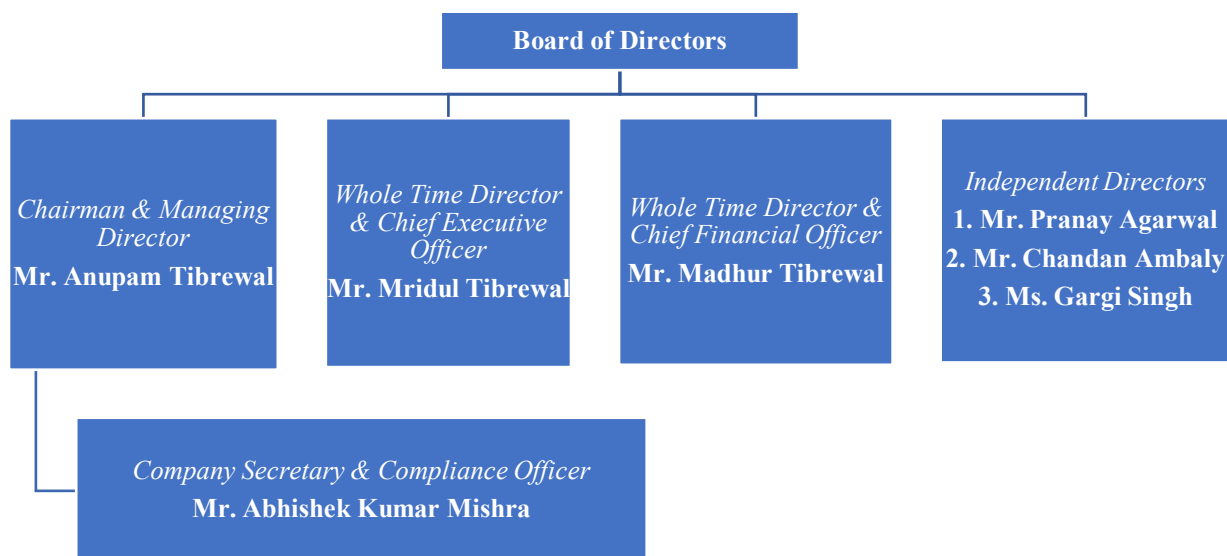 Board of Directors
Chairman & Managing
Director
Mr. Anupam Tibrewal
Whole Time Director
& Chief Executive
Officer
Mr. Mridul Tibrewal
Whole Time Director &
Chief Financial Officer
Mr. Madhur Tibrewal
Independent Directors
1. Mr. Pranay Agarwal
2. Mr. Chandan Ambaly
3. Ms. Gargi Singh
Company Secretary & Compliance Officer
Mr. Abhishek Kumar Mishra